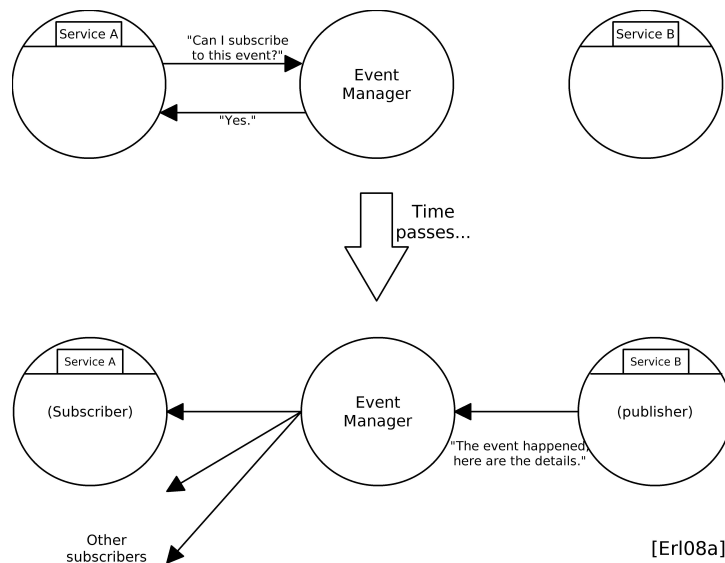 Service A
"Can I subscribe
to this event?"
Event
Manager
Service B
"Yes."
Time
passes...
Service A
(Subscriber)
Event
Manager
Service B
(publisher)
"The event happened,
here are the details."
Other
subscribers
[Erl08a]